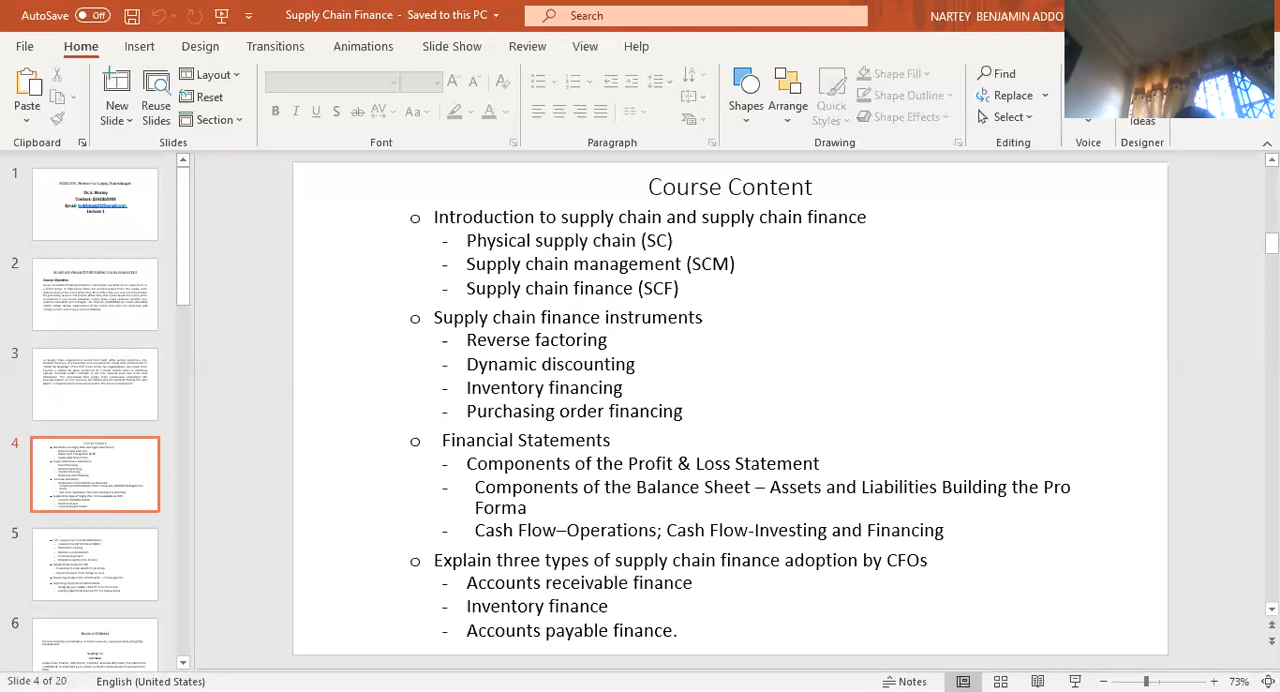 AutoSave Off Supply Chain Finance - Saved to this PC Search NARTEY BENJAMIN ADDO
File Home Insert Design Transitions Animations Slide Show Review View Help
Paste New Slide Reuse Slides Layout Reset Section
B I U S ab AV Aa A
Shapes Arrange Quick Styles Shape Fill Shape Outline Shape Effects
Find Replace Select Ideas
Clipboard Slides Font Paragraph Drawing Editing Voice Designer
1
2
3
4
5
6
Course Content
o Introduction to supply chain and supply chain finance
- Physical supply chain (SC)
- Supply chain management (SCM)
- Supply chain finance (SCF)
o Supply chain finance instruments
- Reverse factoring
- Dynamic discounting
- Inventory financing
- Purchasing order financing
o Financial Statements
- Components of the Profit & Loss Statement
- Components of the Balance Sheet – Assets and Liabilities Building the Pro
Forma
- Cash Flow–Operations; Cash Flow-Investing and Financing
o Explain three types of supply chain finance adoption by CFOs
- Accounts receivable finance
- Inventory finance
- Accounts payable finance.
Slide 4 of 20 English (United States) Notes 73%